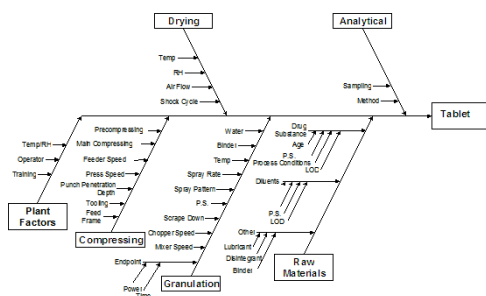 Drying
Analytical
Temp
RH
Air Flow
Shock Cycle
Sampling
Method
Tablet
Precompressing
Main Compressing
Feeder Speed
Press Speed
Punch Penetration
Depth
Tooling
Feed
Frame
Temp/RH
Operator
Training
Plant
Factors
Compressing
Water
Binder
Temp
Spray Rate
Spray Pattern
P.S.
Scrape Down
Chopper Speed
Mixer Speed
Endpoint
Power
Time
Granulation
Drug
Substance
Age
P.S.
Process Conditions
LOD
Diluents
P.S.
LOD
Other
Lubricant
Disintegrant
Binder
Raw
Materials